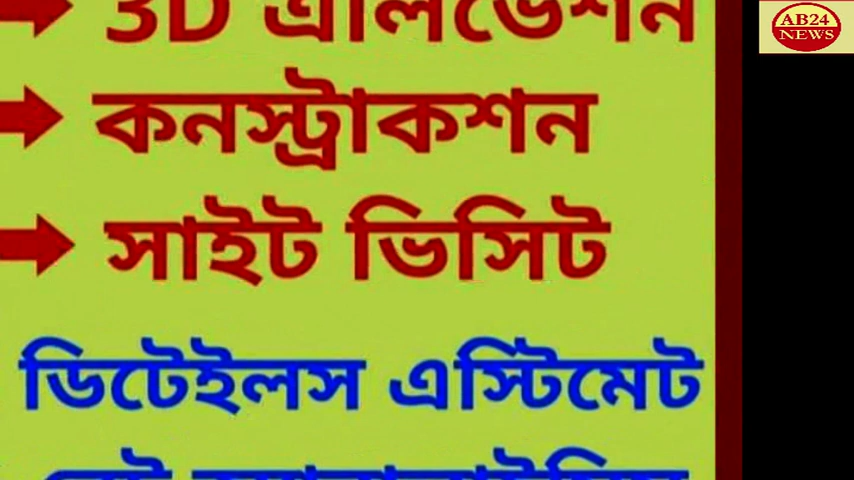 3D এলিভেশন
AB24
NEWS
কনস্ট্রাকশন
সাইট ভিসিট
ডিটেইলস এস্টিমেট